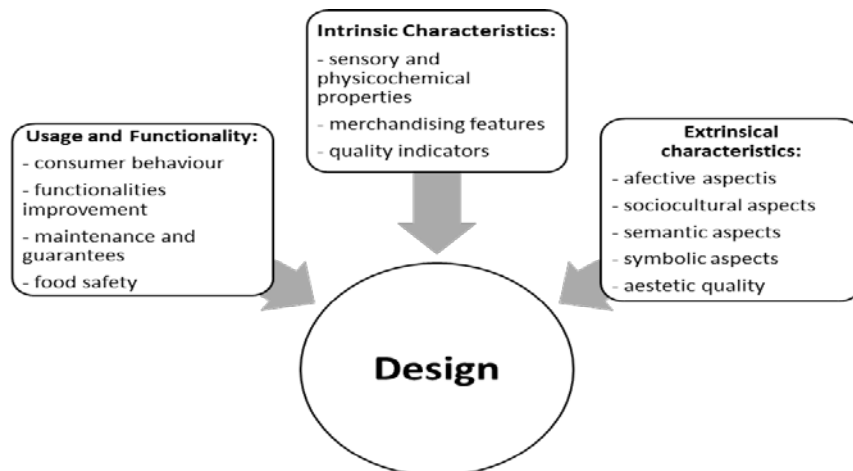 Usage and Functionality:
- consumer behaviour
- functionalities
improvement
- maintenance and
guarantees
- food safety
Intrinsic Characteristics:
- sensory and
physicochemical
properties
- merchandising features
- quality indicators
Extrinsical
characteristics:
- afective aspectis
- sociocultural aspects
- semantic aspects
- symbolic aspects
- aestetic quality
Design